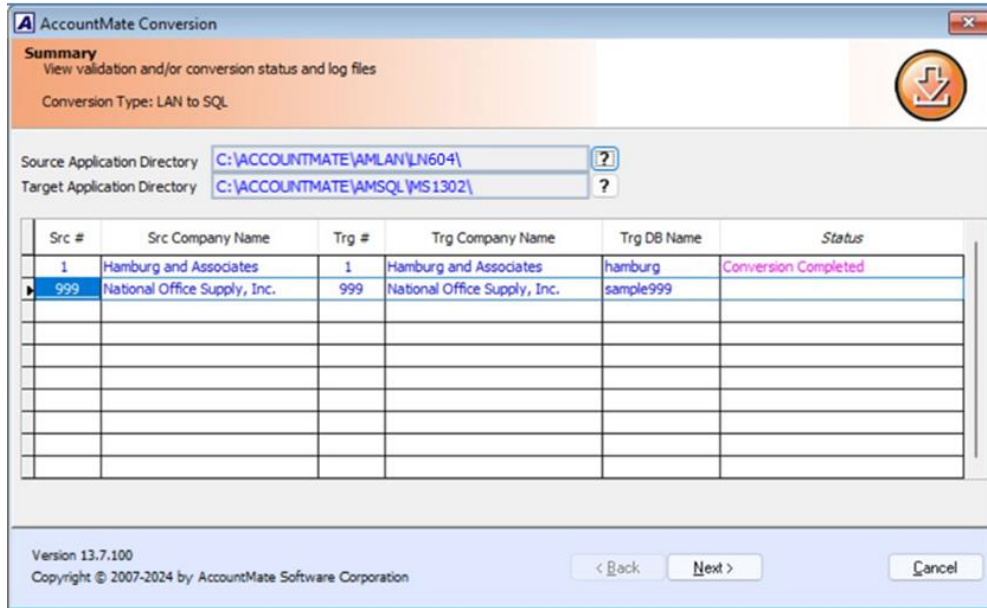 AccountMate Conversion
Summary
View validation and/or conversion status and log files
Conversion Type: LAN to SQL
Source Application Directory C:\ACCOUNTMATE\AMLAN\LN604\ ?
Target Application Directory C:\ACCOUNTMATE\AMSQL\MS1302\ ?
Src # Src Company Name Trg # Trg Company Name Trg DB Name Status
1 Hamburg and Associates 1 Hamburg and Associates hamburg Conversion Completed
999 National Office Supply, Inc. 999 National Office Supply, Inc. sample999
Version 13.7.100
Copyright © 2007-2024 by AccountMate Software Corporation
< Back Next > Cancel